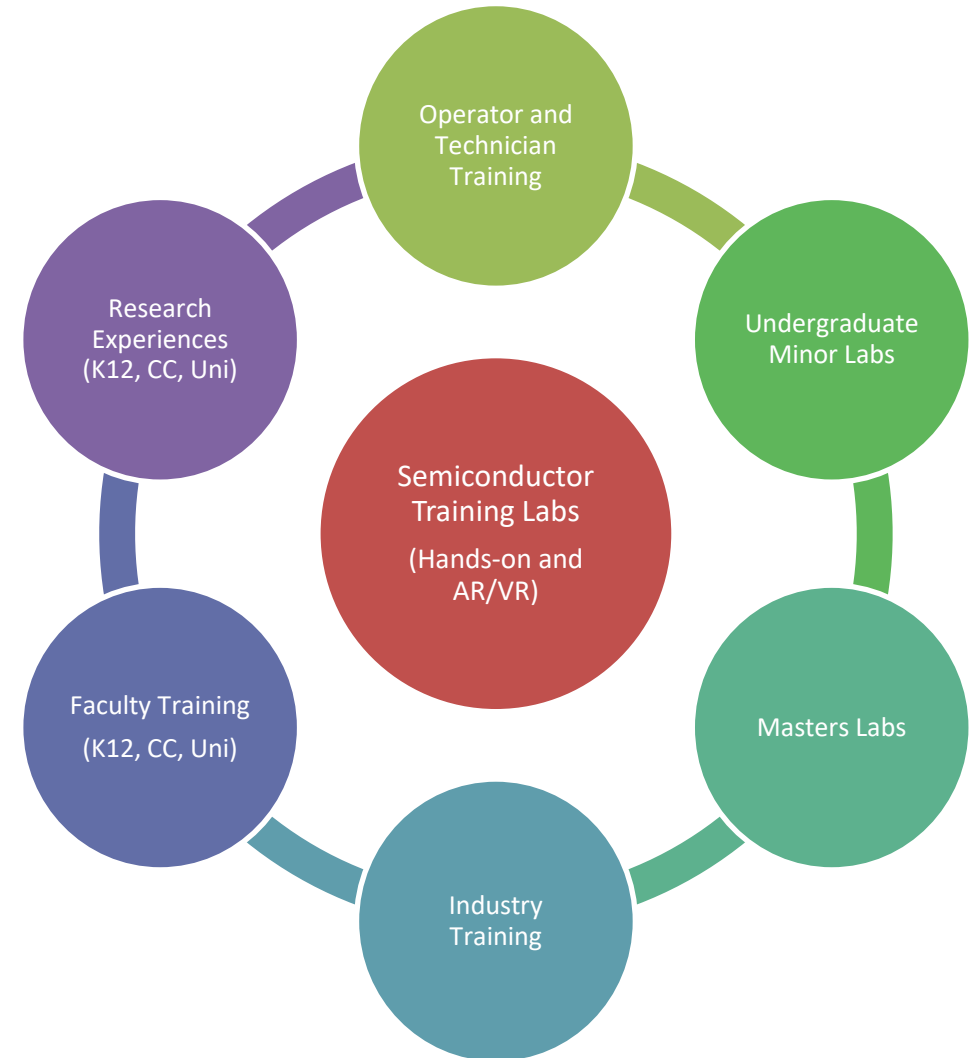 Operator and
Technician
Training
Undergraduate
Minor Labs
Masters Labs
Industry
Training
Faculty Training
(K12, CC, Uni)
Research
Experiences
(K12, CC, Uni)
Semiconductor
Training Labs
(Hands-on and
AR/VR)